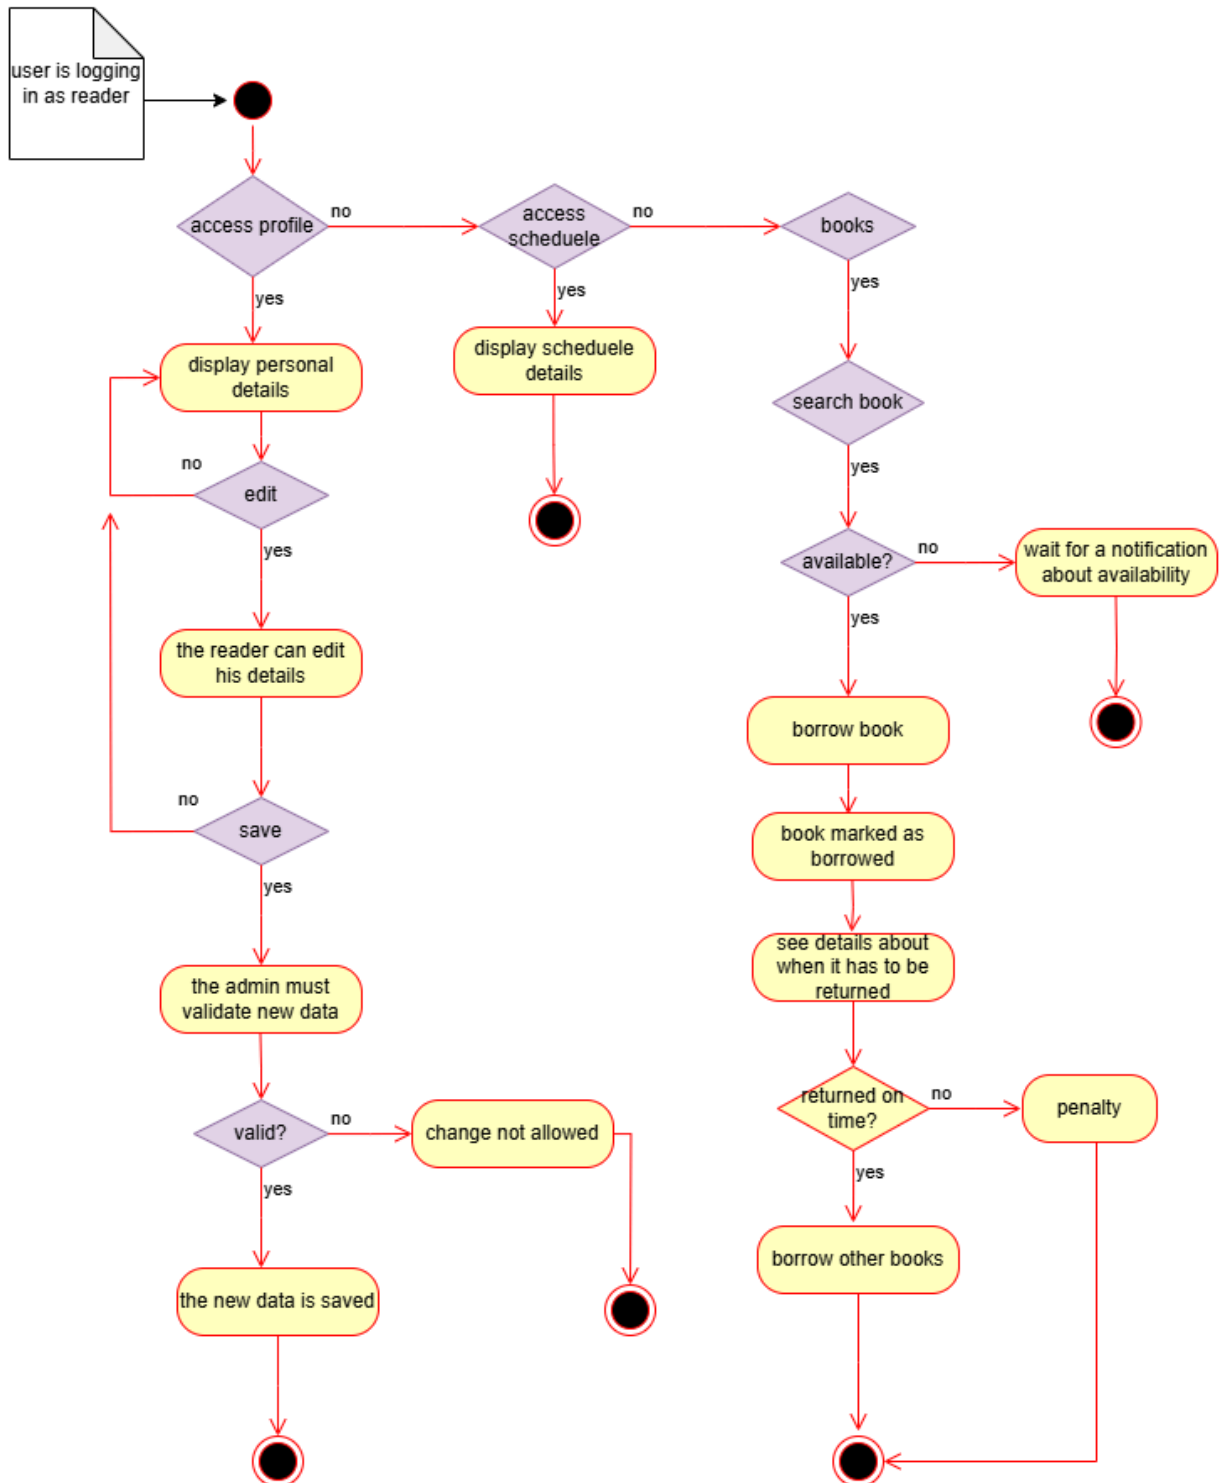 user is logging
in as reader
access profile
no
access
scheduele
no
books
yes
yes
yes
display personal
details
display scheduele
details
search book
no
edit
yes
yes
available?
no
wait for a notification
about availability
yes
the reader can edit
his details
borrow book
no
save
yes
book marked as
borrowed
see details about
when it has to be
returned
the admin must
validate new data
returned on
time?
no
penalty
valid?
no
change not allowed
yes
yes
borrow other books
the new data is saved